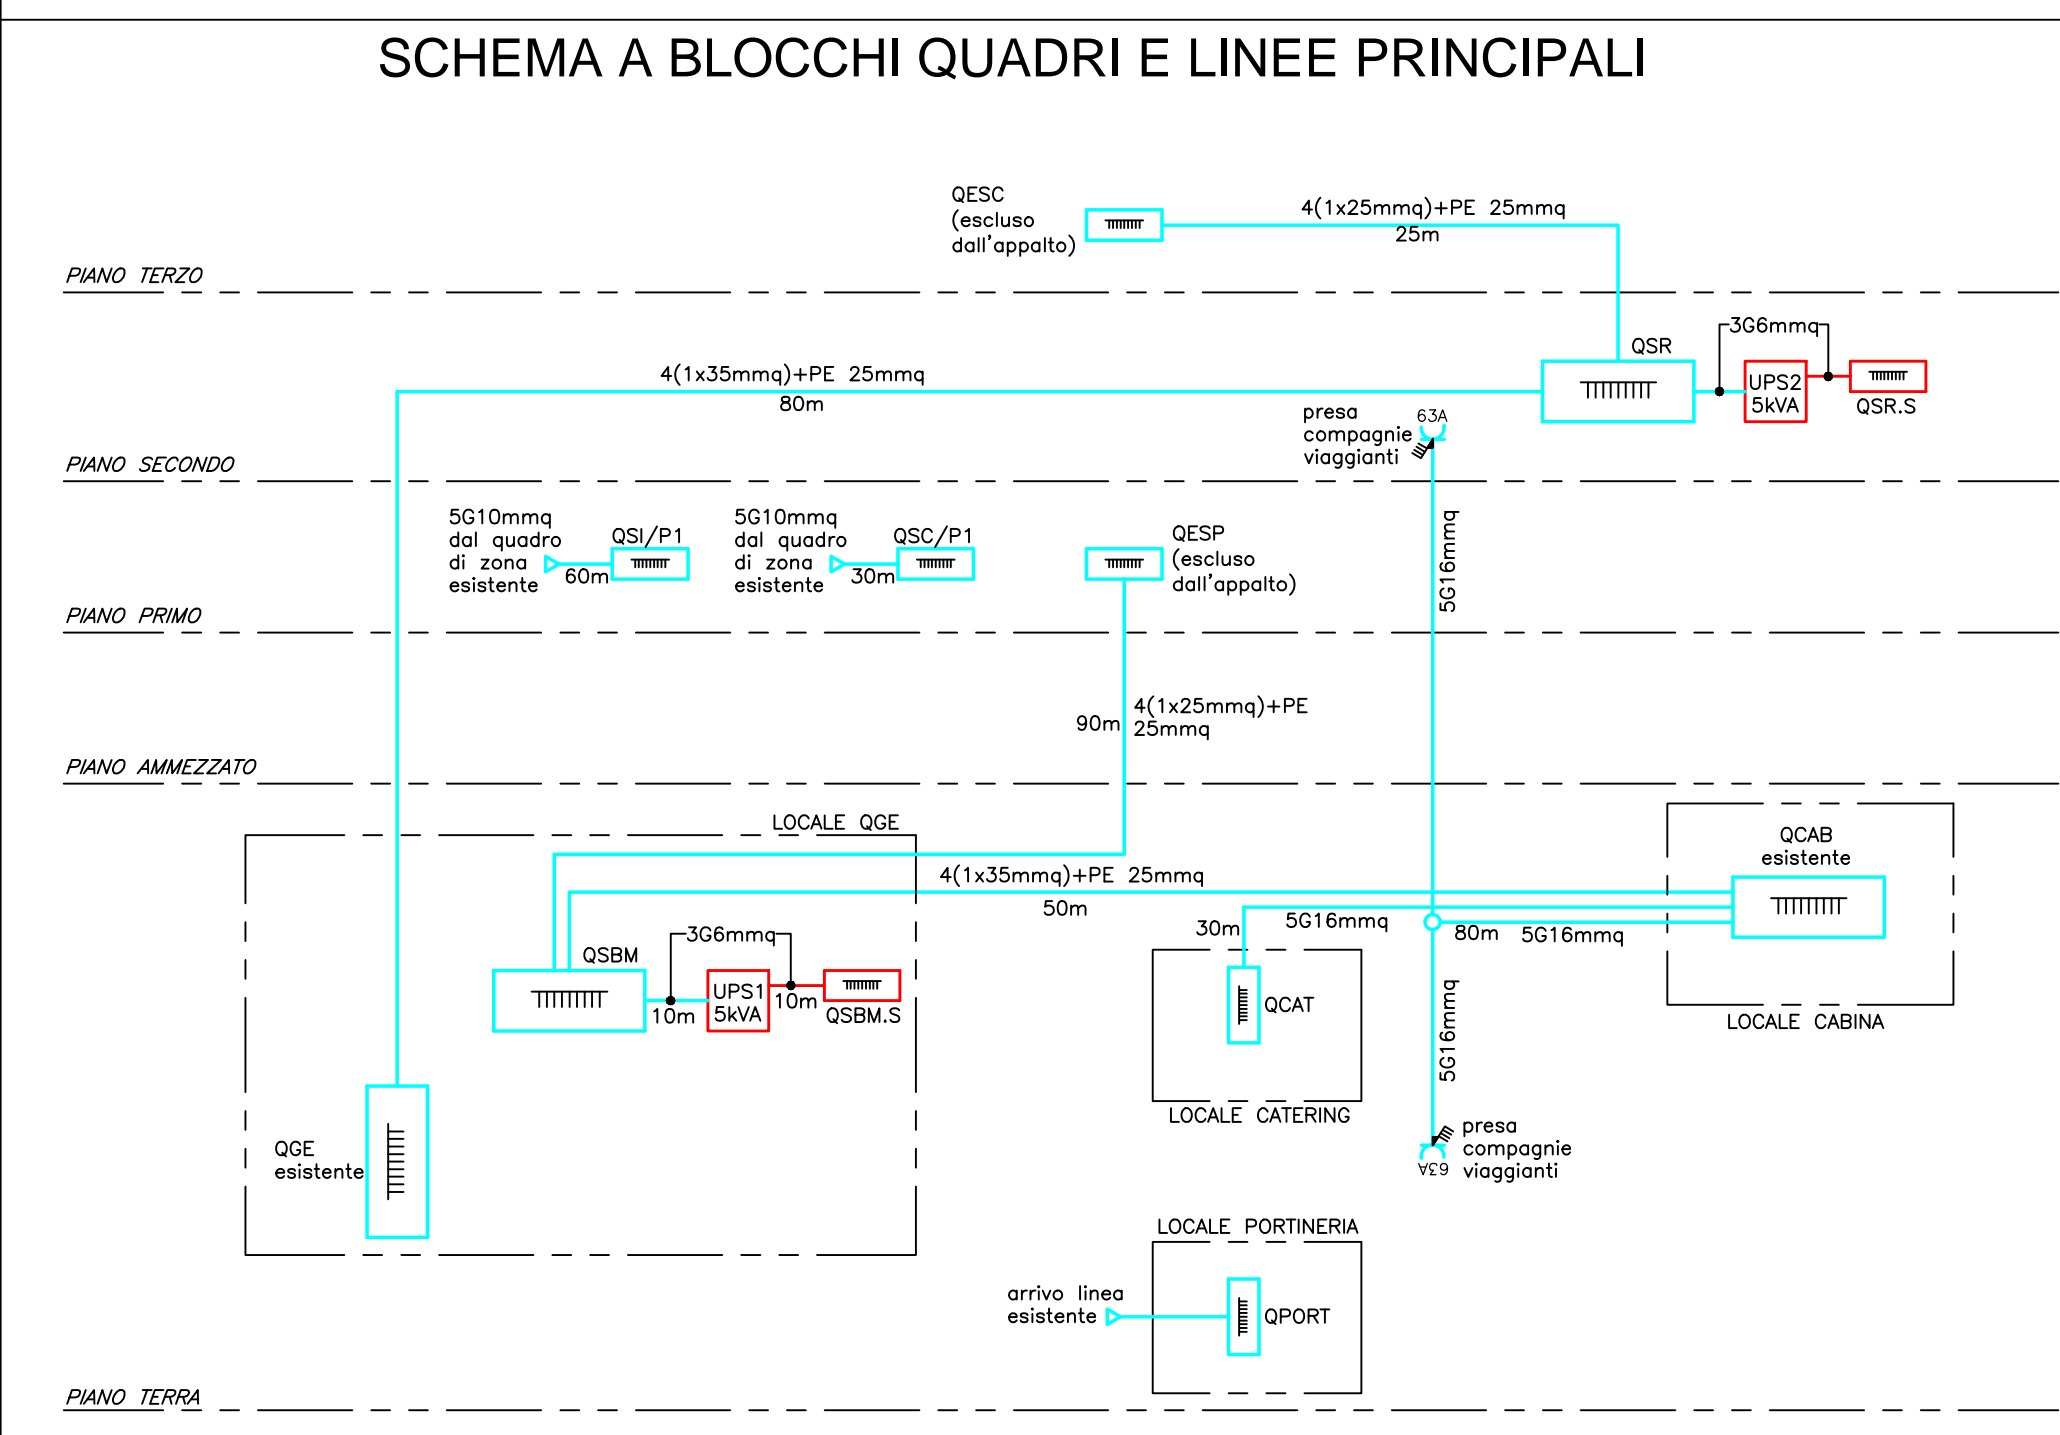 SCHEMA A BLOCCHI QUADRI E LINEE PRINCIPALI
QESC
(escluso
dall'appalto)
4(1x25mmq)+PE 25mmq
25m
PIANO TERZO
4(1x35mmq)+PE 25mmq
80m
QSR
3G6mmq
UPS2
5kVA
QSR.S
presa
compagnie
viaggianti
63A
PIANO SECONDO
5G10mmq
dal quadro
di zona
esistente
60m
QSI/P1
5G10mmq
dal quadro
di zona
esistente
30m
QSC/P1
QESP
(escluso
dall'appalto)
5G16mmq
PIANO PRIMO
90m
4(1x25mmq)+PE
25mmq
PIANO AMMEZZATO
LOCALE QGE
QCAB
esistente
4(1x35mmq)+PE 25mmq
50m
30m
5G16mmq
80m
5G16mmq
QSBM
3G6mmq
UPS1
5kVA
10m
10m
QSBM.S
QCAT
LOCALE CABINA
5G16mmq
LOCALE CATERING
QGE
esistente
presa
compagnie
viaggianti
63A
LOCALE PORTINERIA
arrivo linea
esistente
QPORT
PIANO TERRA